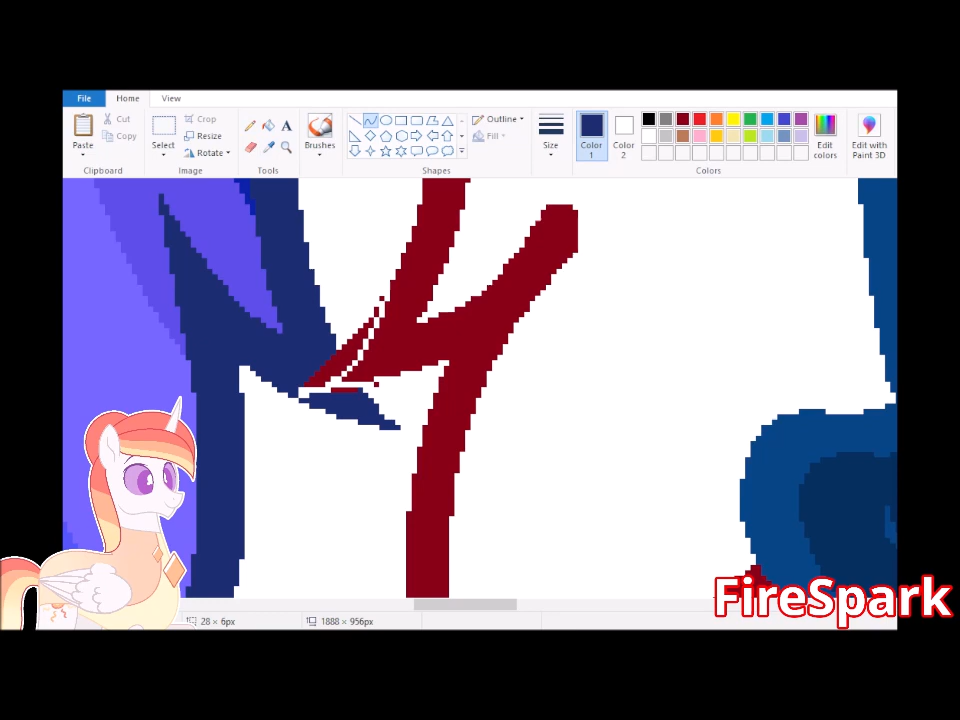 File Home View
Paste
Cut
Copy
Clipboard
Select
Crop
Resize
Rotate
Image
A
Tools
Brushes
Outline
Fill
Shapes
Size
Color 1
Color 2
Edit colors
Colors
Edit with Paint 3D
28 × 6px
1888 × 956px
FireSpark